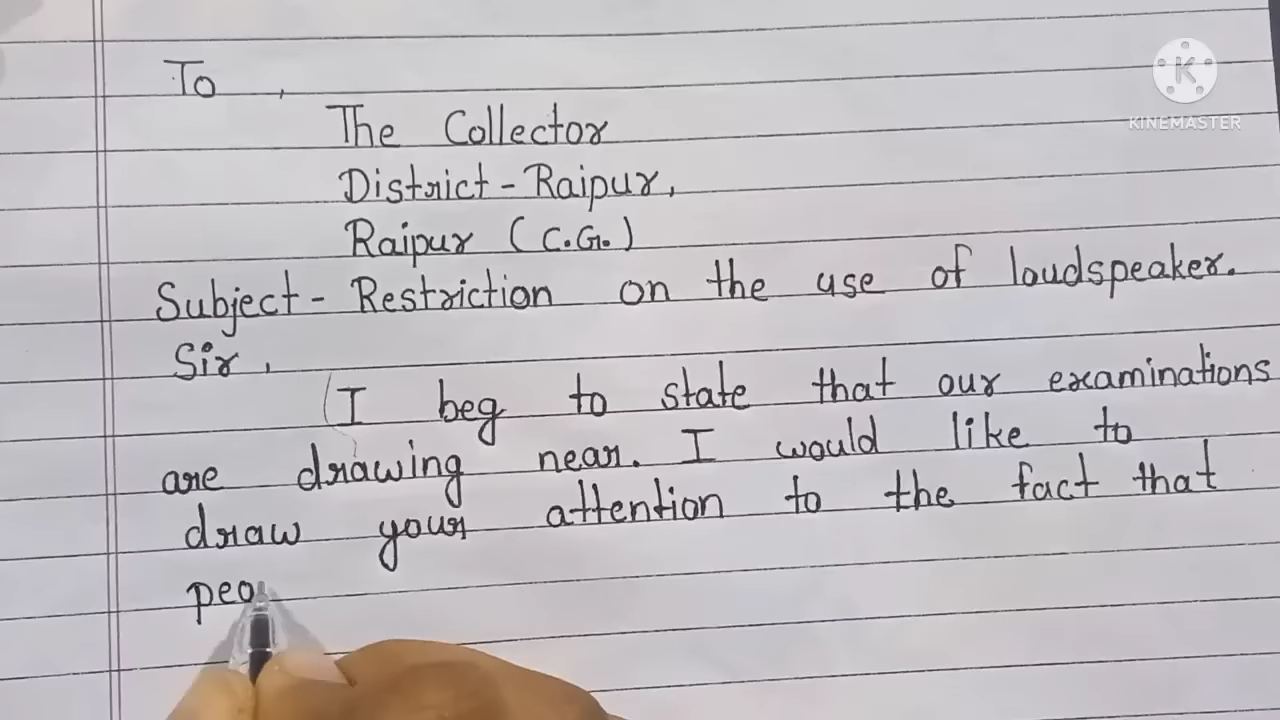 To ,
The Collector
District - Raipur,
Raipur (C.G.)
Subject - Restriction on the use of loudspeaker.
Sir,
I beg to state that our examinations
are drawing near. I would like to
draw your attention to the fact that
peo
KINEMASTER